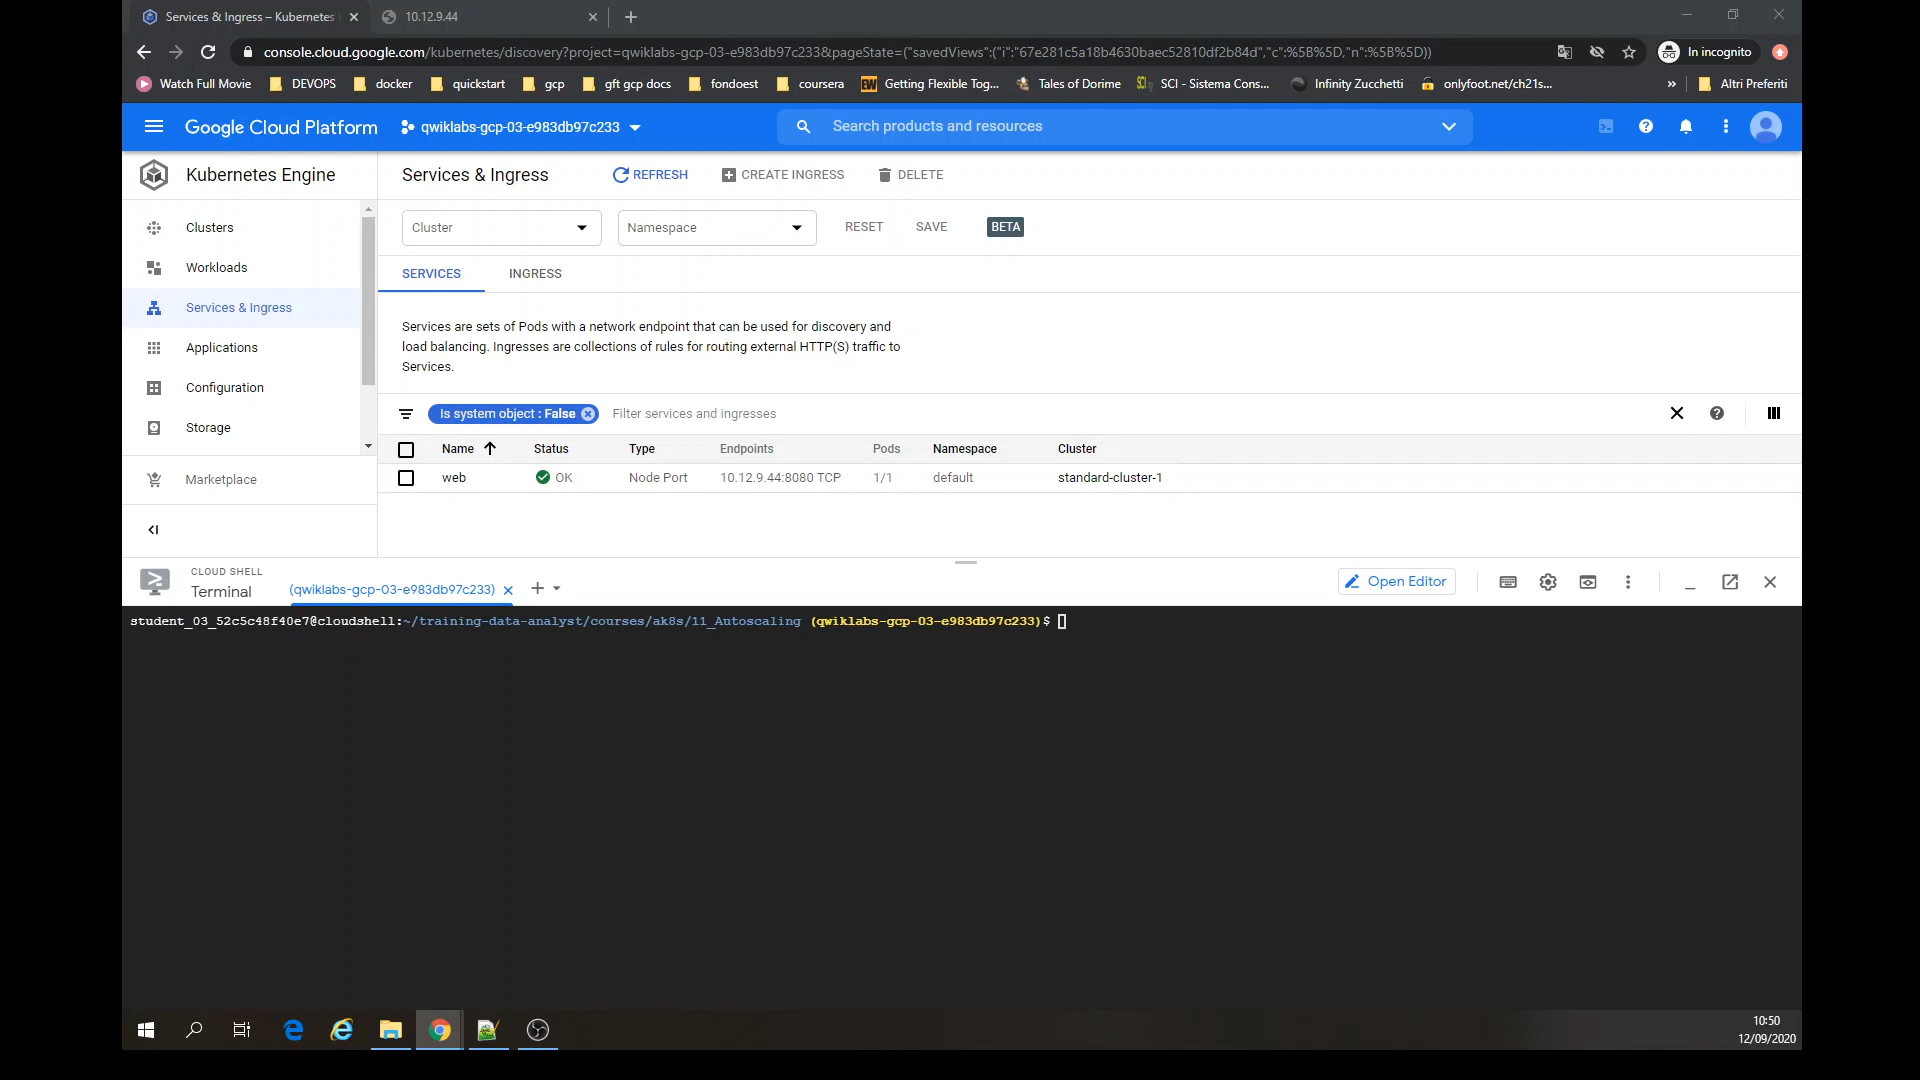 Services & Ingress – Kubernetes
10.12.9.44
console.cloud.google.com/kubernetes/discovery?project=qwiklabs-gcp-03-e983db97c233&pageState=("savedViews":("i":"67e281c5a18b4630baec52810df2b84d","c":%5B%5D,"n":%5B%5D))
In incognito
Watch Full Movie
DEVOPS
docker
quickstart
gcp
gft gcp docs
fondoest
coursera
Getting Flexible Tog...
Tales of Dorime
SCI - Sistema Cons...
Infinity Zucchetti
onlyfoot.net/ch21s...
»
Altri Preferiti
Google Cloud Platform
qwiklabs-gcp-03-e983db97c233
Search products and resources
Kubernetes Engine
Services & Ingress
REFRESH
CREATE INGRESS
DELETE
Clusters
Workloads
Services & Ingress
Applications
Configuration
Storage
Marketplace
Cluster
Namespace
RESET
SAVE
BETA
SERVICES
INGRESS
Services are sets of Pods with a network endpoint that can be used for discovery and
load balancing. Ingresses are collections of rules for routing external HTTP(S) traffic to
Services.
Is system object : False
Filter services and ingresses
Name Status Type Endpoints Pods Namespace Cluster
web OK Node Port 10.12.9.44:8080 TCP 1/1 default standard-cluster-1
CLOUD SHELL
Terminal
(qwiklabs-gcp-03-e983db97c233)
Open Editor
student_03_52c5c48f40e7@cloudshell:~/training-data-analyst/courses/ak8s/11_Autoscaling (qwiklabs-gcp-03-e983db97c233)$
10:50
12/09/2020